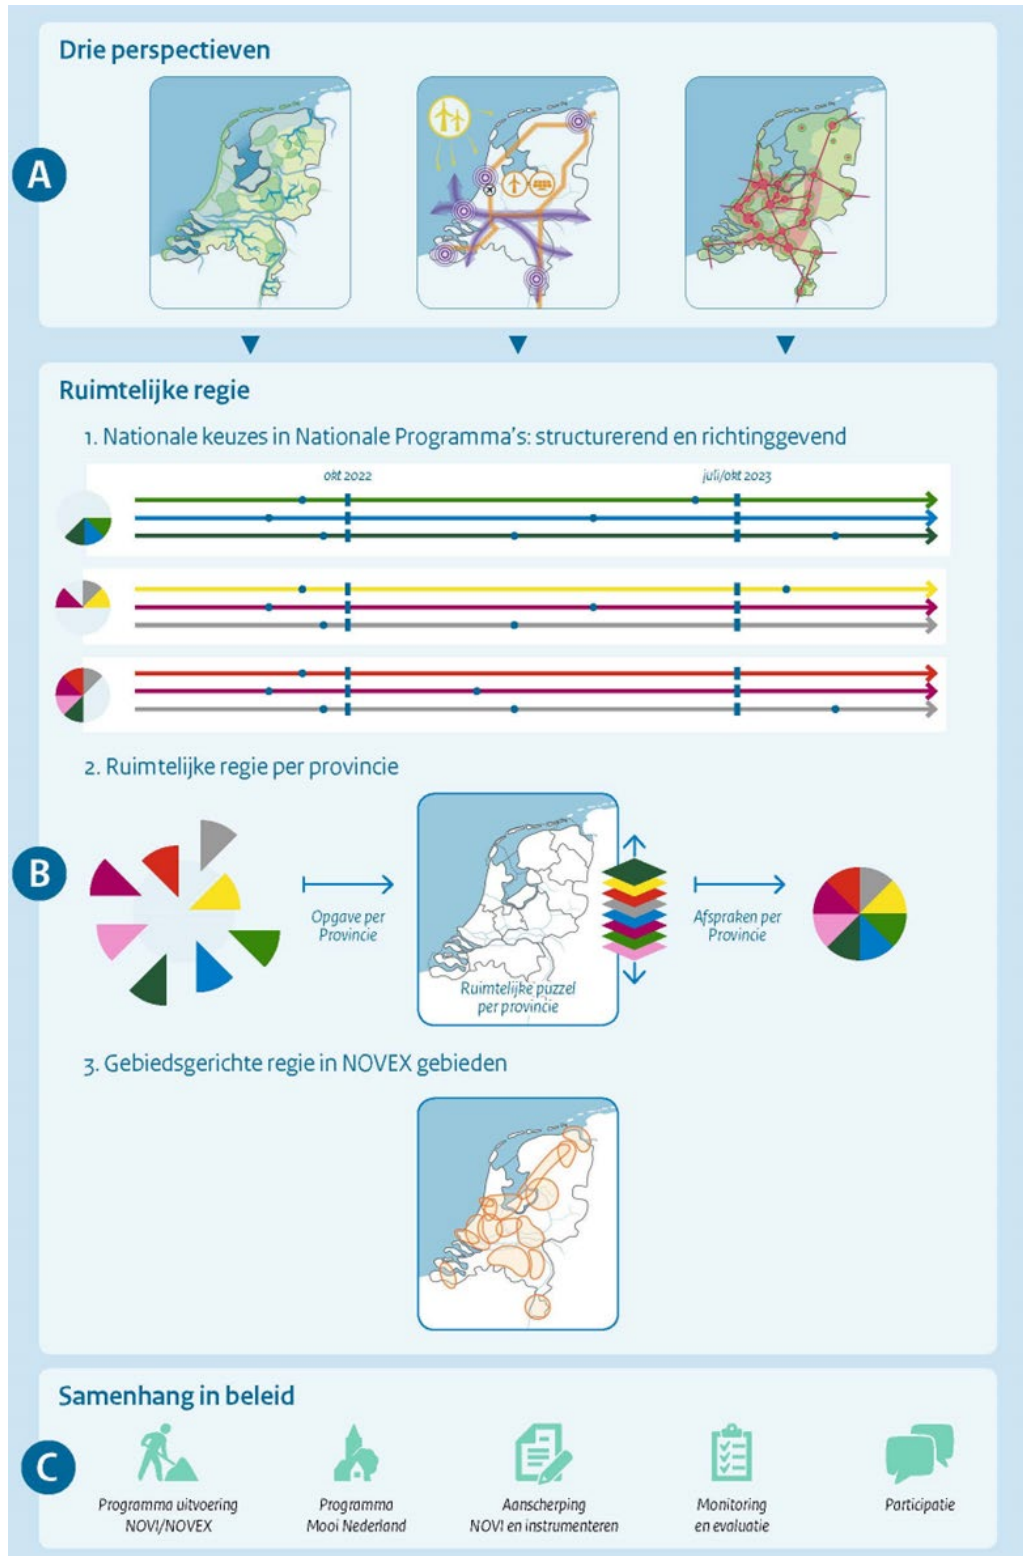 Drie perspectieven
A
Ruimtelijke regie
1. Nationale keuzes in Nationale Programma's: structurerend en richtinggevend
okt 2022
juli/okt 2023
2. Ruimtelijke regie per provincie
B
Opgave per
Provincie
Ruimtelijke puzzel
per provincie
Afspraken per
Provincie
3. Gebiedsgerichte regie in NOVEX gebieden
Samenhang in beleid
C
Programma uitvoering
NOVI/NOVEX
Programma
Mooi Nederland
Aanscherping
NOVI en instrumenteren
Monitoring
en evaluatie
Participatie